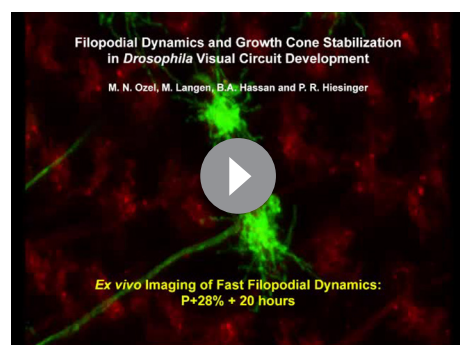 Filopodial Dynamics and Growth Cone Stabilization
in Drosophila Visual Circuit Development
M. N. Ozel, M. Langen, B.A. Hassan and P. R. Hiesinger
Ex vivo Imaging of Fast Filopodial Dynamics:
P+28% + 20 hours